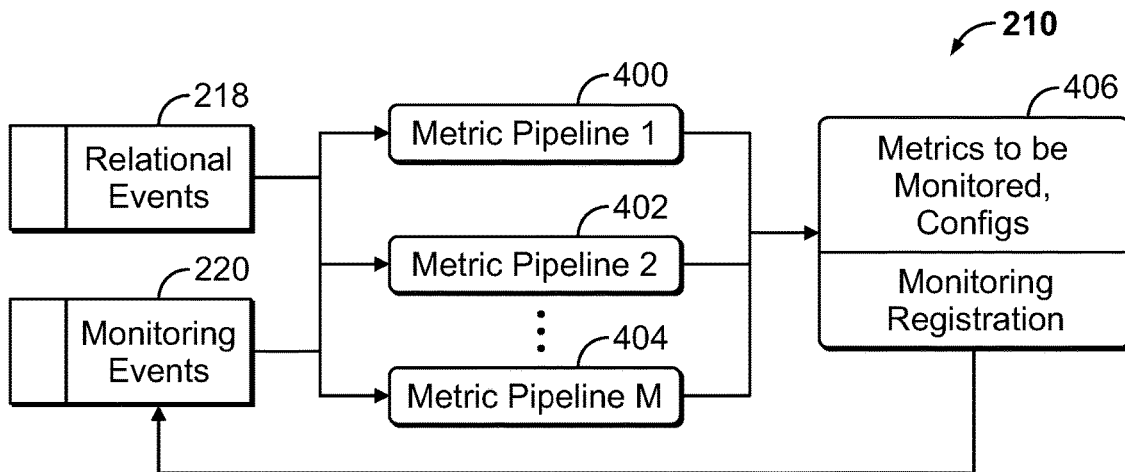 210
218
Relational
Events
220
Monitoring
Events
400
Metric Pipeline 1
402
Metric Pipeline 2
404
Metric Pipeline M
406
Metrics to be
Monitored,
Configs
Monitoring
Registration